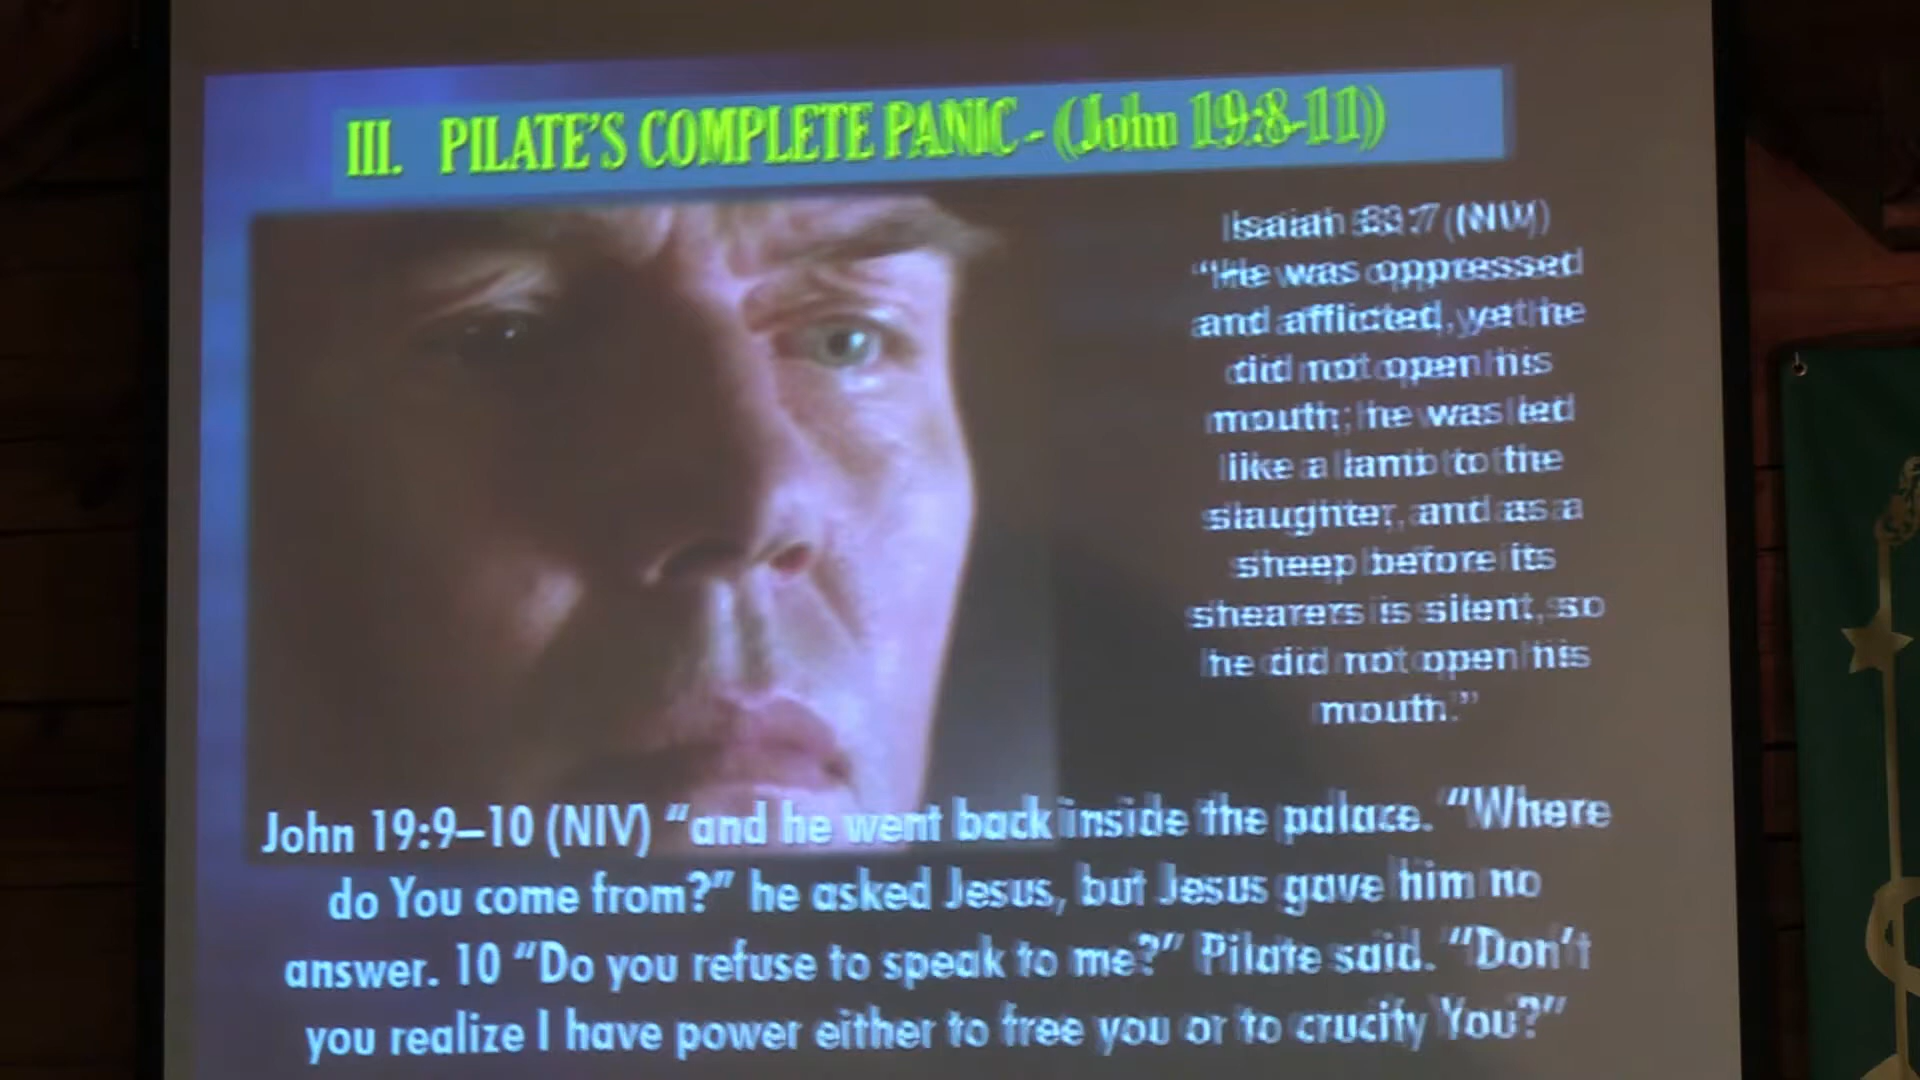 III. PILATE'S COMPLETE PANIC - (John 19:8-11)
Isaiah 53:7 (NIV)
“He was oppressed
and afflicted, yet he
did not open his
mouth; he was led
like a lamb to the
slaughter, and as a
sheep before its
shearers is silent, so
he did not open his
mouth.”
John 19:9–10 (NIV) “and he went back inside the palace. “Where
do You come from?” he asked Jesus, but Jesus gave him no
answer. 10 “Do you refuse to speak to me?” Pilate said. “Don’t
you realize I have power either to free you or to crucify You?”